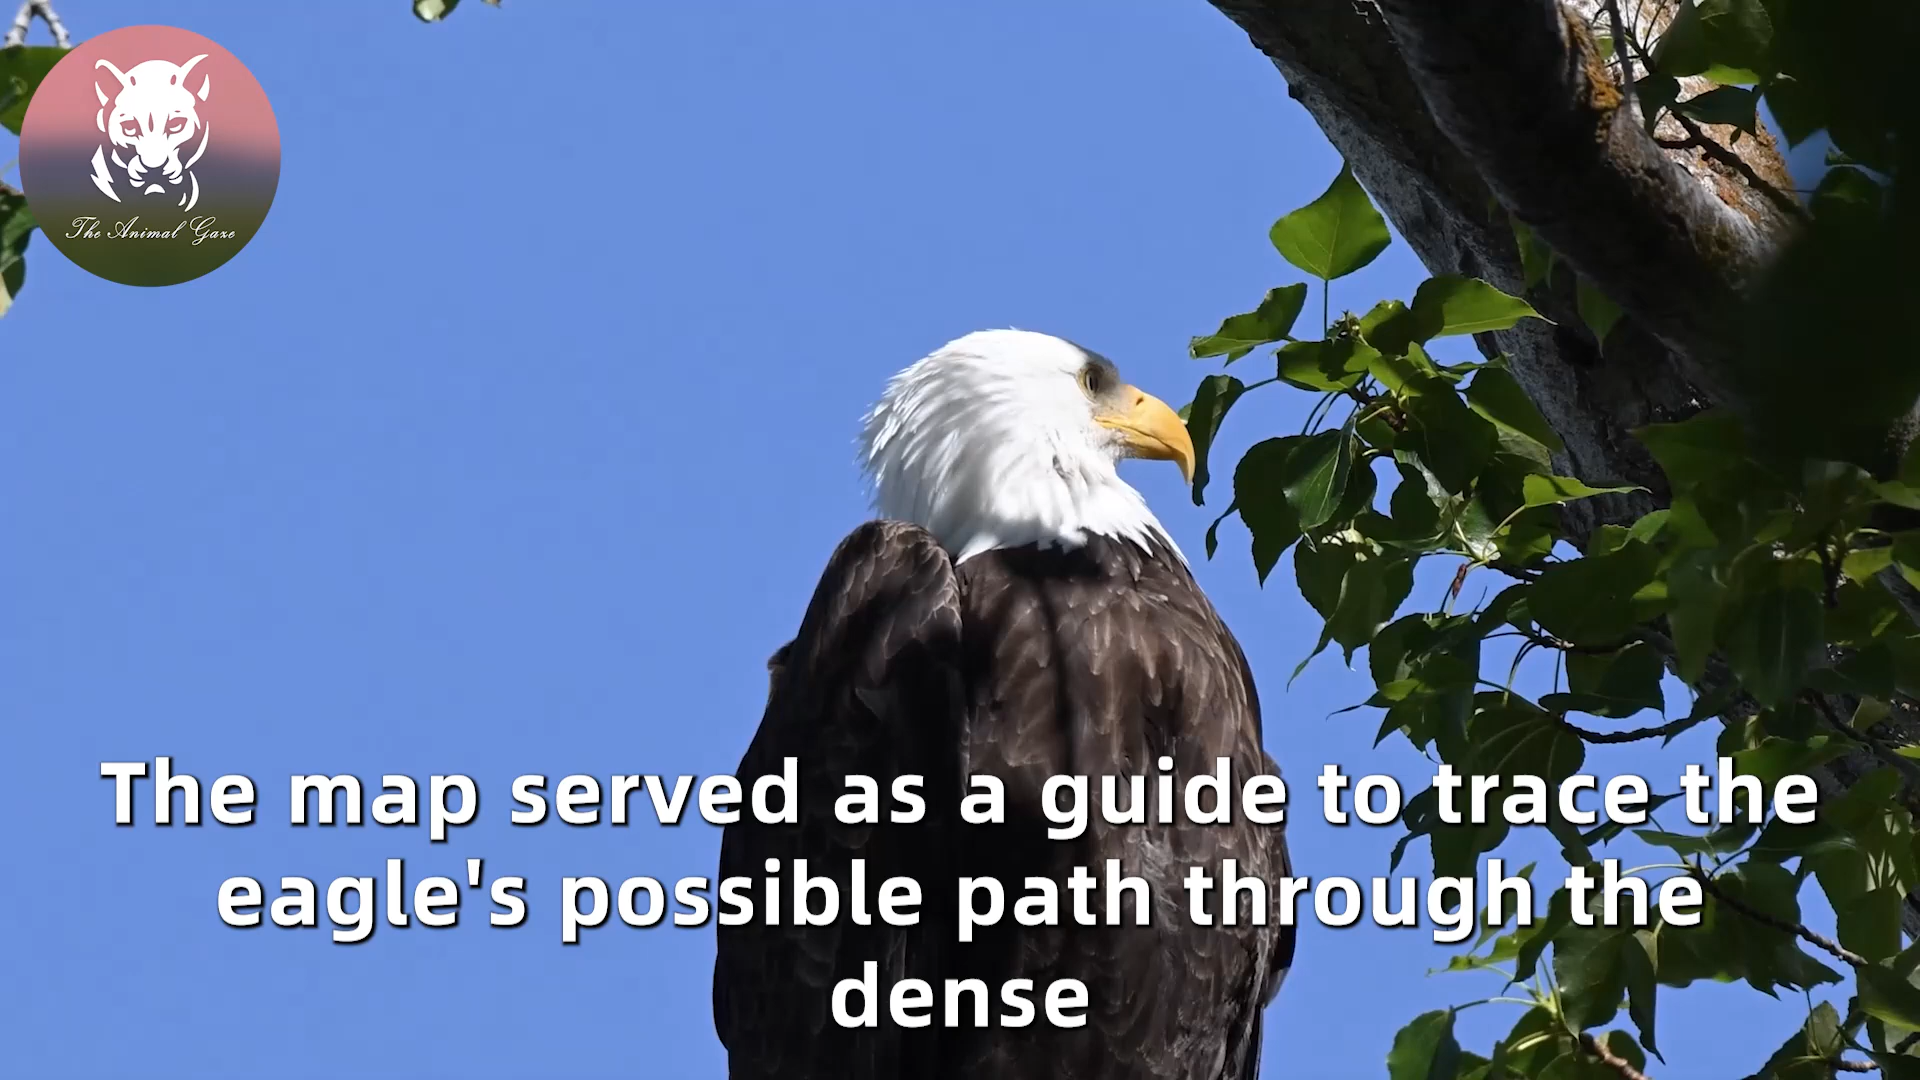 The Animal Gaze
The map served as a guide to trace the
eagle's possible path through the
dense